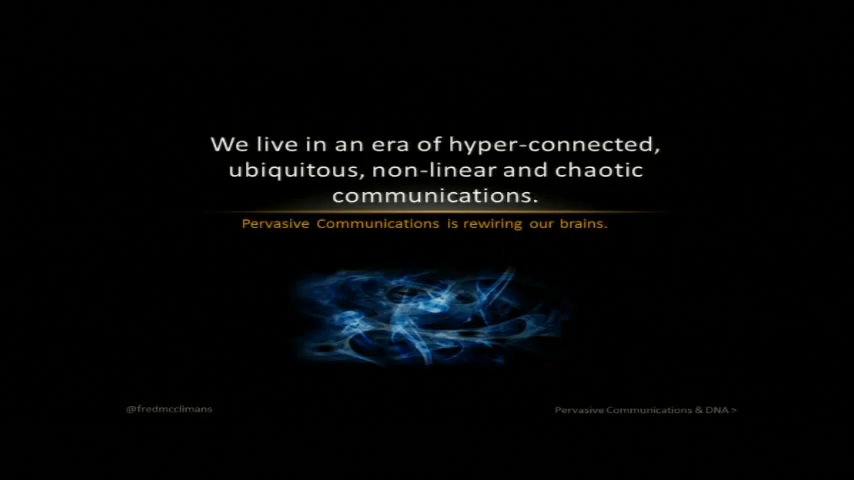 We live in an era of hyper-connected,
ubiquitous, non-linear and chaotic
communications.
Pervasive Communications is rewiring our brains.
@fredmcclimans
Pervasive Communications & DNA >